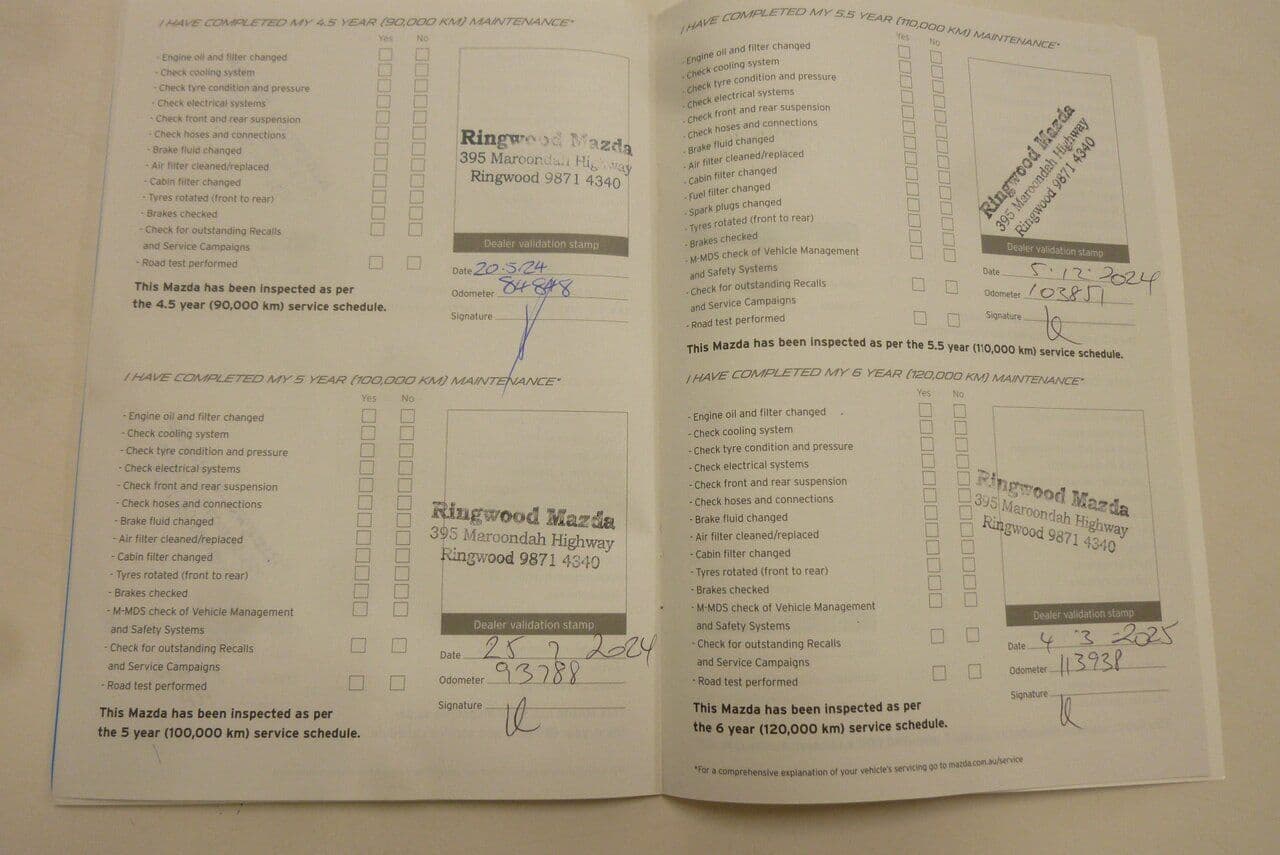 I HAVE COMPLETED MY 4.5 YEAR (90,000 KM) MAINTENANCE*
Yes No
- Engine oil and filter changed
- Check cooling system
- Check tyre condition and pressure
- Check electrical systems
- Check front and rear suspension
- Check hoses and connections
- Brake fluid changed
- Air filter cleaned/replaced
- Cabin filter changed
- Tyres rotated (front to rear)
- Brakes checked
- Check for outstanding Recalls
and Service Campaigns
- Road test performed
This Mazda has been inspected as per
the 4.5 year (90,000 km) service schedule.
Ringwood Mazda
395 Maroondah Highway
Ringwood 9871 4340
Dealer validation stamp
Date 20.5.24
Odometer 84848
Signature
I HAVE COMPLETED MY 5 YEAR (100,000 KM) MAINTENANCE*
Yes No
- Engine oil and filter changed
- Check cooling system
- Check tyre condition and pressure
- Check electrical systems
- Check front and rear suspension
- Check hoses and connections
- Brake fluid changed
- Air filter cleaned/replaced
- Cabin filter changed
- Tyres rotated (front to rear)
- Brakes checked
- M-MDS check of Vehicle Management
and Safety Systems
- Check for outstanding Recalls
and Service Campaigns
- Road test performed
This Mazda has been inspected as per
the 5 year (100,000 km) service schedule.
Ringwood Mazda
395 Maroondah Highway
Ringwood 9871 4340
Dealer validation stamp
Date 25 7 2024
Odometer 93788
Signature
I HAVE COMPLETED MY 5.5 YEAR (110,000 KM) MAINTENANCE*
Yes No
- Engine oil and filter changed
- Check cooling system
- Check tyre condition and pressure
- Check electrical systems
- Check front and rear suspension
- Check hoses and connections
- Brake fluid changed
- Air filter cleaned/replaced
- Cabin filter changed
- Fuel filter changed
- Spark plugs changed
- Tyres rotated (front to rear)
- Brakes checked
- M-MDS check of Vehicle Management
and Safety Systems
- Check for outstanding Recalls
and Service Campaigns
- Road test performed
This Mazda has been inspected as per the 5.5 year (110,000 km) service schedule.
Ringwood Mazda
395 Maroondah Highway
Ringwood 9871 4340
Dealer validation stamp
Date 5.12.2024
Odometer 103851
Signature
I HAVE COMPLETED MY 6 YEAR (120,000 KM) MAINTENANCE*
Yes No
- Engine oil and filter changed
- Check cooling system
- Check tyre condition and pressure
- Check electrical systems
- Check front and rear suspension
- Check hoses and connections
- Brake fluid changed
- Air filter cleaned/replaced
- Cabin filter changed
- Tyres rotated (front to rear)
- Brakes checked
- M-MDS check of Vehicle Management
and Safety Systems
- Check for outstanding Recalls
and Service Campaigns
- Road test performed
This Mazda has been inspected as per
the 6 year (120,000 km) service schedule.
Ringwood Mazda
395 Maroondah Highway
Ringwood 9871 4340
Dealer validation stamp
Date 4 3 2025
Odometer 113938
Signature
*For a comprehensive explanation of your vehicle's servicing go to mazda.com.au/service